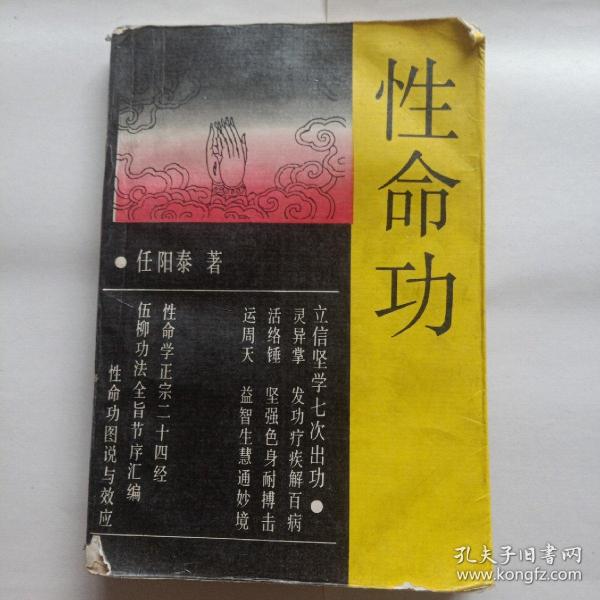 性命功
任阳泰 著
立信坚学七次出功
灵异掌 发功疗疾解百病
活络锤 坚强色身耐搏击
运周天 益智生慧通妙境
性命学正宗二十四经
伍柳功法全旨节序汇编
性命功图说与效应
孔夫子旧书网
www.kongfz.com